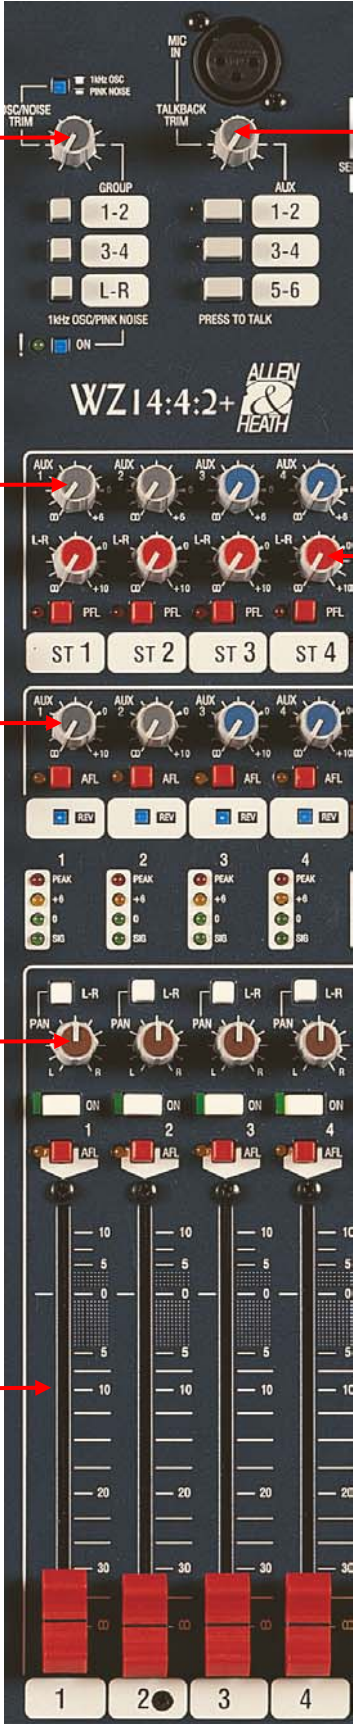 MIC
IN
1kHz OSC
PINK NOISE
OSC/NOISE
TRIM
TALKBACK
TRIM
SE
GROUP AUX
1-2 1-2
3-4 3-4
L-R 5-6
1kHz OSC/PINK NOISE PRESS TO TALK
! ON
WZ14:4:2+ ALLEN & HEATH
AUX 1 AUX 2 AUX 3 AUX 4
∞ +6 ∞ +6 ∞ +6 ∞ +6
L-R L-R L-R L-R
∞ +10 ∞ +10 ∞ +10 ∞ +10
PFL PFL PFL PFL
ST 1 ST 2 ST 3 ST 4
AUX 1 0 AUX 2 0 AUX 3 0 AUX 4 0
∞ +10 ∞ +10 ∞ +10 ∞ +10
AFL AFL AFL AFL
REV REV REV REV
1 2 3 4
PEAK PEAK PEAK PEAK
+6 +6 +6 +6
0 0 0 0
SIG SIG SIG SIG
L-R L-R L-R L-R
PAN PAN PAN PAN
L R L R L R L R
ON ON ON ON
1 2 3 4
AFL AFL AFL AFL
10 10 10 10
5 5 5 5
0 0 0 0
5 5 5 5
10 10 10 10
20 20 20 20
30 30 30 30
∞ ∞ ∞ ∞
1 2 3 4